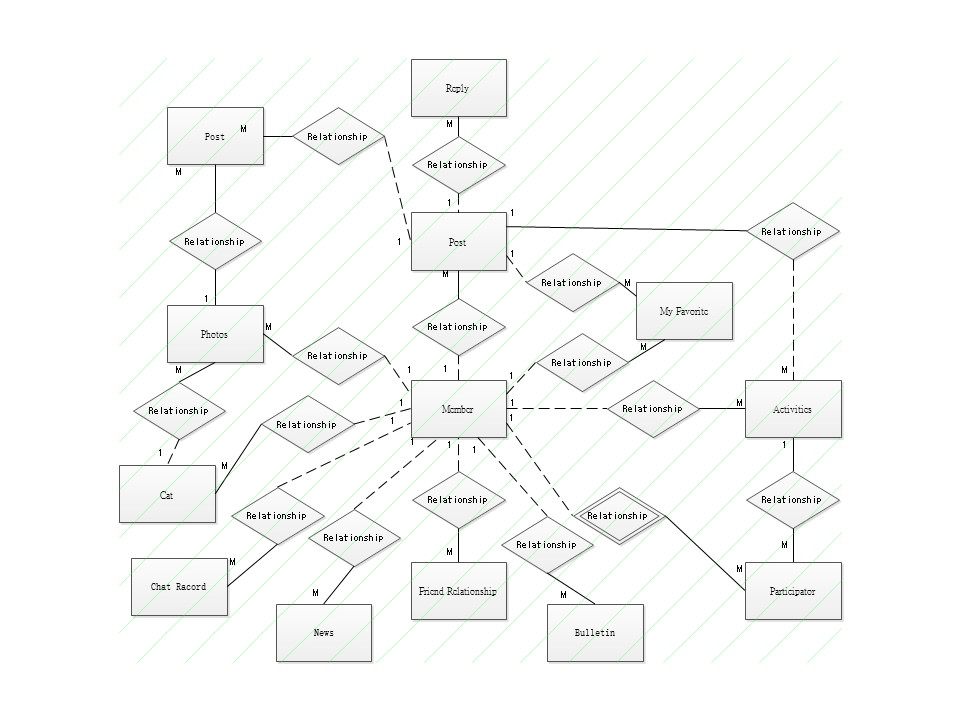 Reply
M
Post
M
Relationship
M
Relationship
1
1
Post
1
1
Relationship
M
Relationship
1
Relationship
M
Relationship
M
My Favorite
1
Photos
M
Relationship
M
Relationship
1
1
Relationship
1
M
M
Relationship
1
Member
1
1
Relationship
M
Activities
Relationship
1
1
1
1
1
M
Cat
Relationship
Relationship
Relationship
Relationship
Relationship
Relationship
Relationship
M
M
M
M
Chat Racord
M
News
Friend Relationship
M
Bulletin
Participator